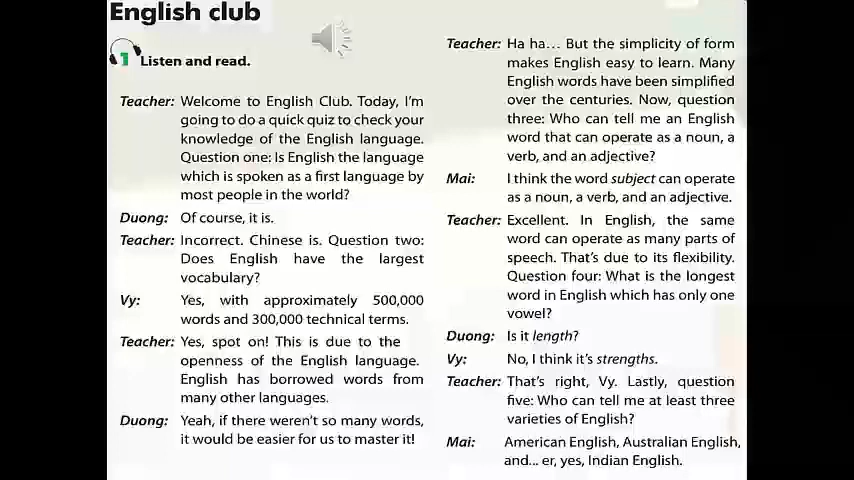 English club
1 Listen and read.
Teacher: Welcome to English Club. Today, I'm
going to do a quick quiz to check your
knowledge of the English language.
Question one: Is English the language
which is spoken as a first language by
most people in the world?
Duong: Of course, it is.
Teacher: Incorrect. Chinese is. Question two:
Does English have the largest
vocabulary?
Vy: Yes, with approximately 500,000
words and 300,000 technical terms.
Teacher: Yes, spot on! This is due to the
openness of the English language.
English has borrowed words from
many other languages.
Duong: Yeah, if there weren't so many words,
it would be easier for us to master it!
Teacher: Ha ha... But the simplicity of form
makes English easy to learn. Many
English words have been simplified
over the centuries. Now, question
three: Who can tell me an English
word that can operate as a noun, a
verb, and an adjective?
Mai: I think the word subject can operate
as a noun, a verb, and an adjective.
Teacher: Excellent. In English, the same
word can operate as many parts of
speech. That's due to its flexibility.
Question four: What is the longest
word in English which has only one
vowel?
Duong: Is it length?
Vy: No, I think it's strengths.
Teacher: That's right, Vy. Lastly, question
five: Who can tell me at least three
varieties of English?
Mai: American English, Australian English,
and... er, yes, Indian English.